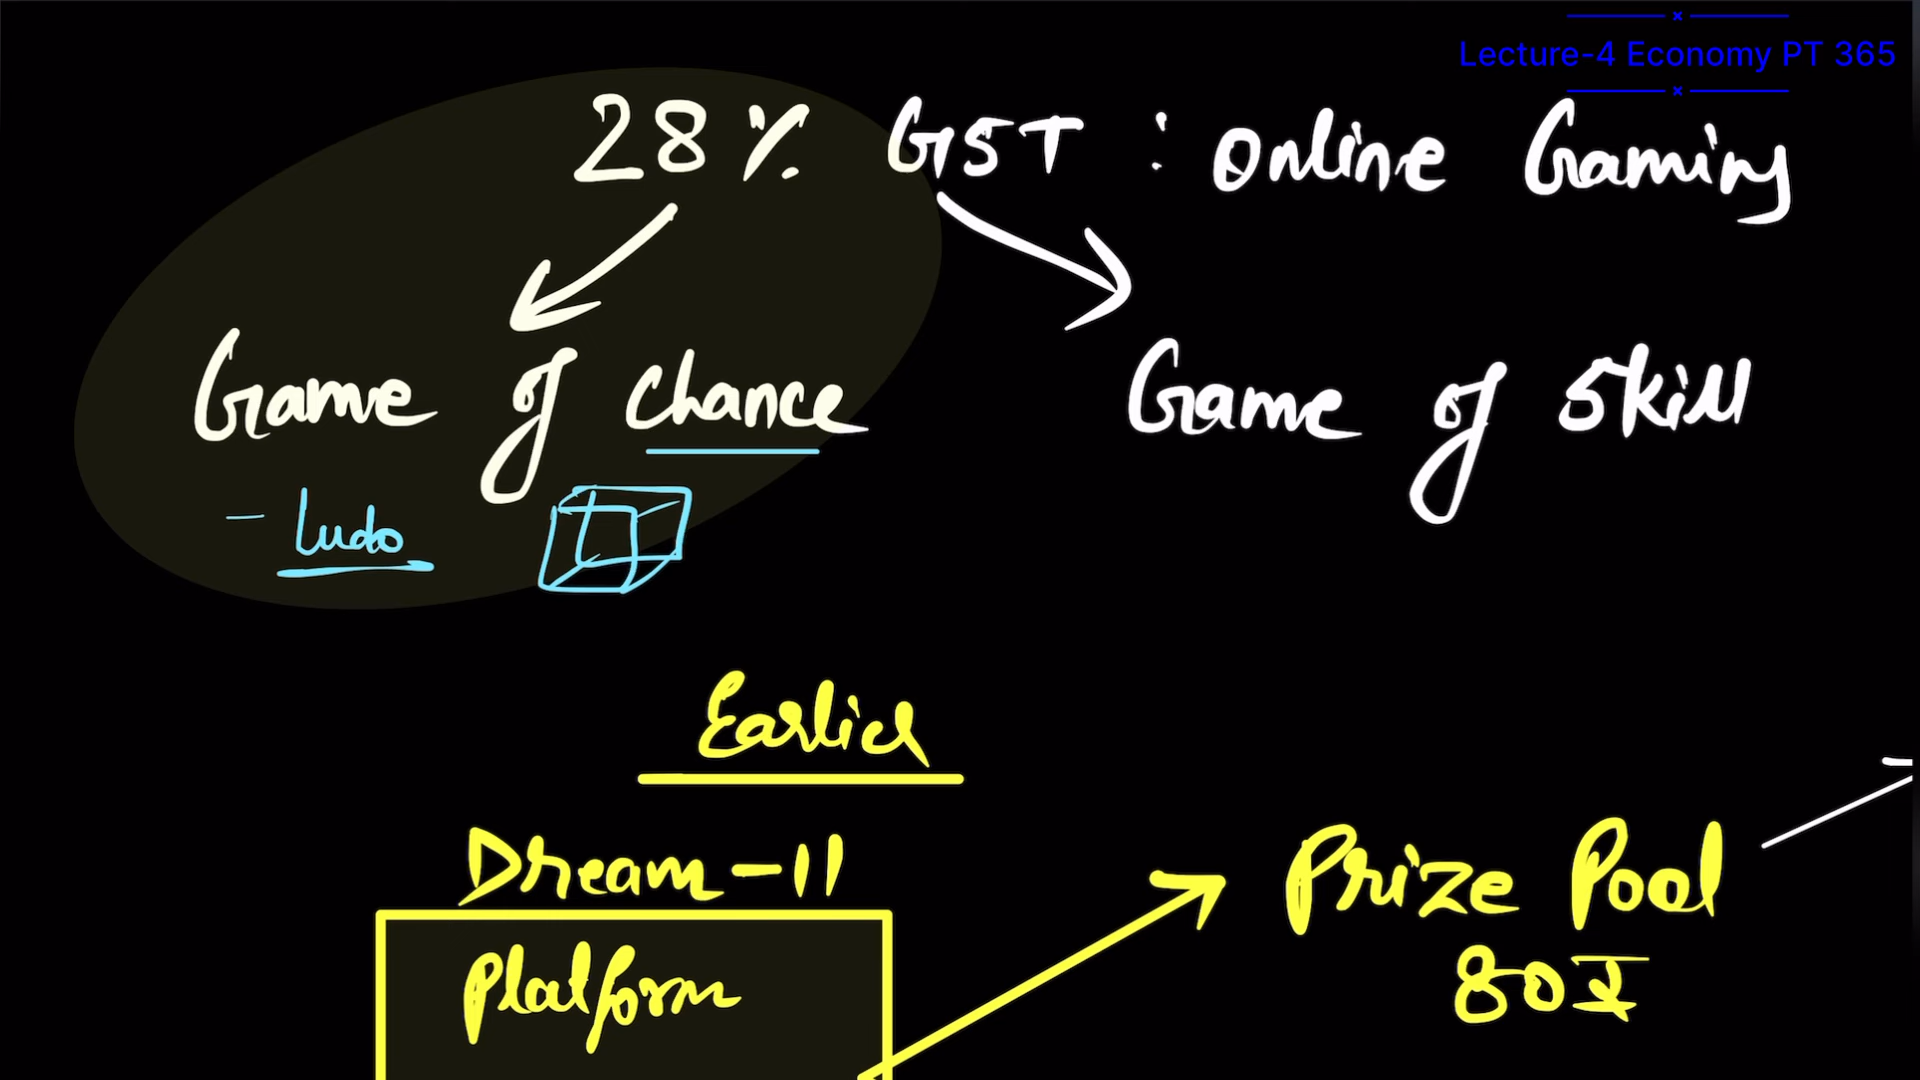 Lecture-4 Economy PT 365
28% GST : Online Gaming
Game of chance
Game of Skill
- Ludo
Earlier
Dream-11
Platform
Prize Pool
80₹